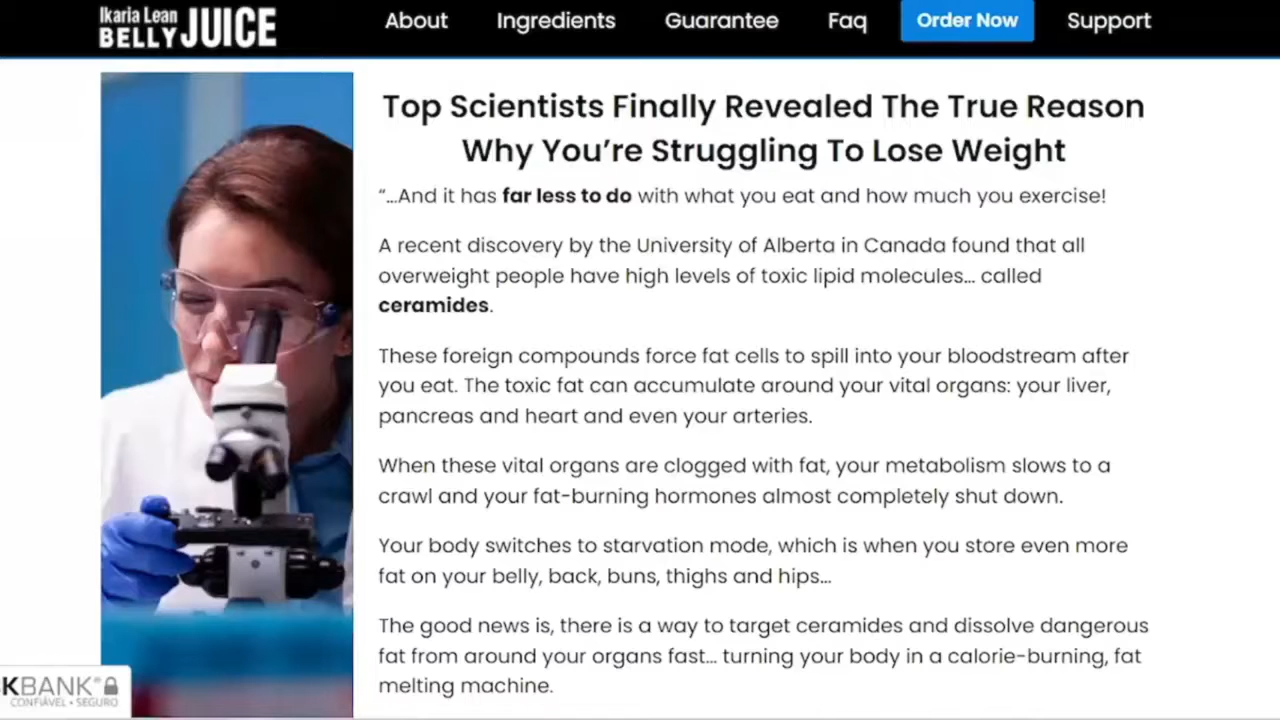 Ikaria Lean
BELLY JUICE
About Ingredients Guarantee Faq Order Now Support
Top Scientists Finally Revealed The True Reason
Why You’re Struggling To Lose Weight
“...And it has far less to do with what you eat and how much you exercise!
A recent discovery by the University of Alberta in Canada found that all
overweight people have high levels of toxic lipid molecules... called
ceramides.
These foreign compounds force fat cells to spill into your bloodstream after
you eat. The toxic fat can accumulate around your vital organs: your liver,
pancreas and heart and even your arteries.
When these vital organs are clogged with fat, your metabolism slows to a
crawl and your fat-burning hormones almost completely shut down.
Your body switches to starvation mode, which is when you store even more
fat on your belly, back, buns, thighs and hips...
The good news is, there is a way to target ceramides and dissolve dangerous
fat from around your organs fast... turning your body in a calorie-burning, fat
melting machine.
KBANK
CONFIÁVEL • SEGURO